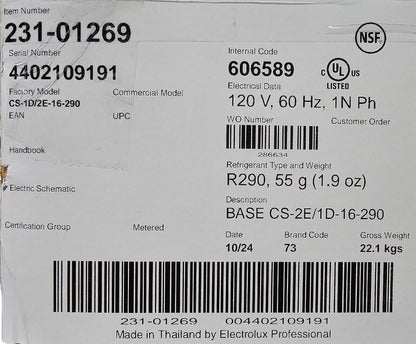 Item Number
231-01269
Serial Number
4402109191
Factory Model
Commercial Model
CS-1D/2E-16-290
EAN
UPC
Handbook
Electric Schematic
Certification Group
Metered
NSF
Internal Code
606589
C UL US
LISTED
Electrical Data
120 V, 60 Hz, 1N Ph
WO Number
Customer Order
286634
Refrigerant Type and Weight
R290, 55 g (1.9 oz)
Description
BASE CS-2E/1D-16-290
Date
Brand Code
Gross Weight
10/24
73
22.1 kgs
231-01269 004402109191
Made in Thailand by Electrolux Professional